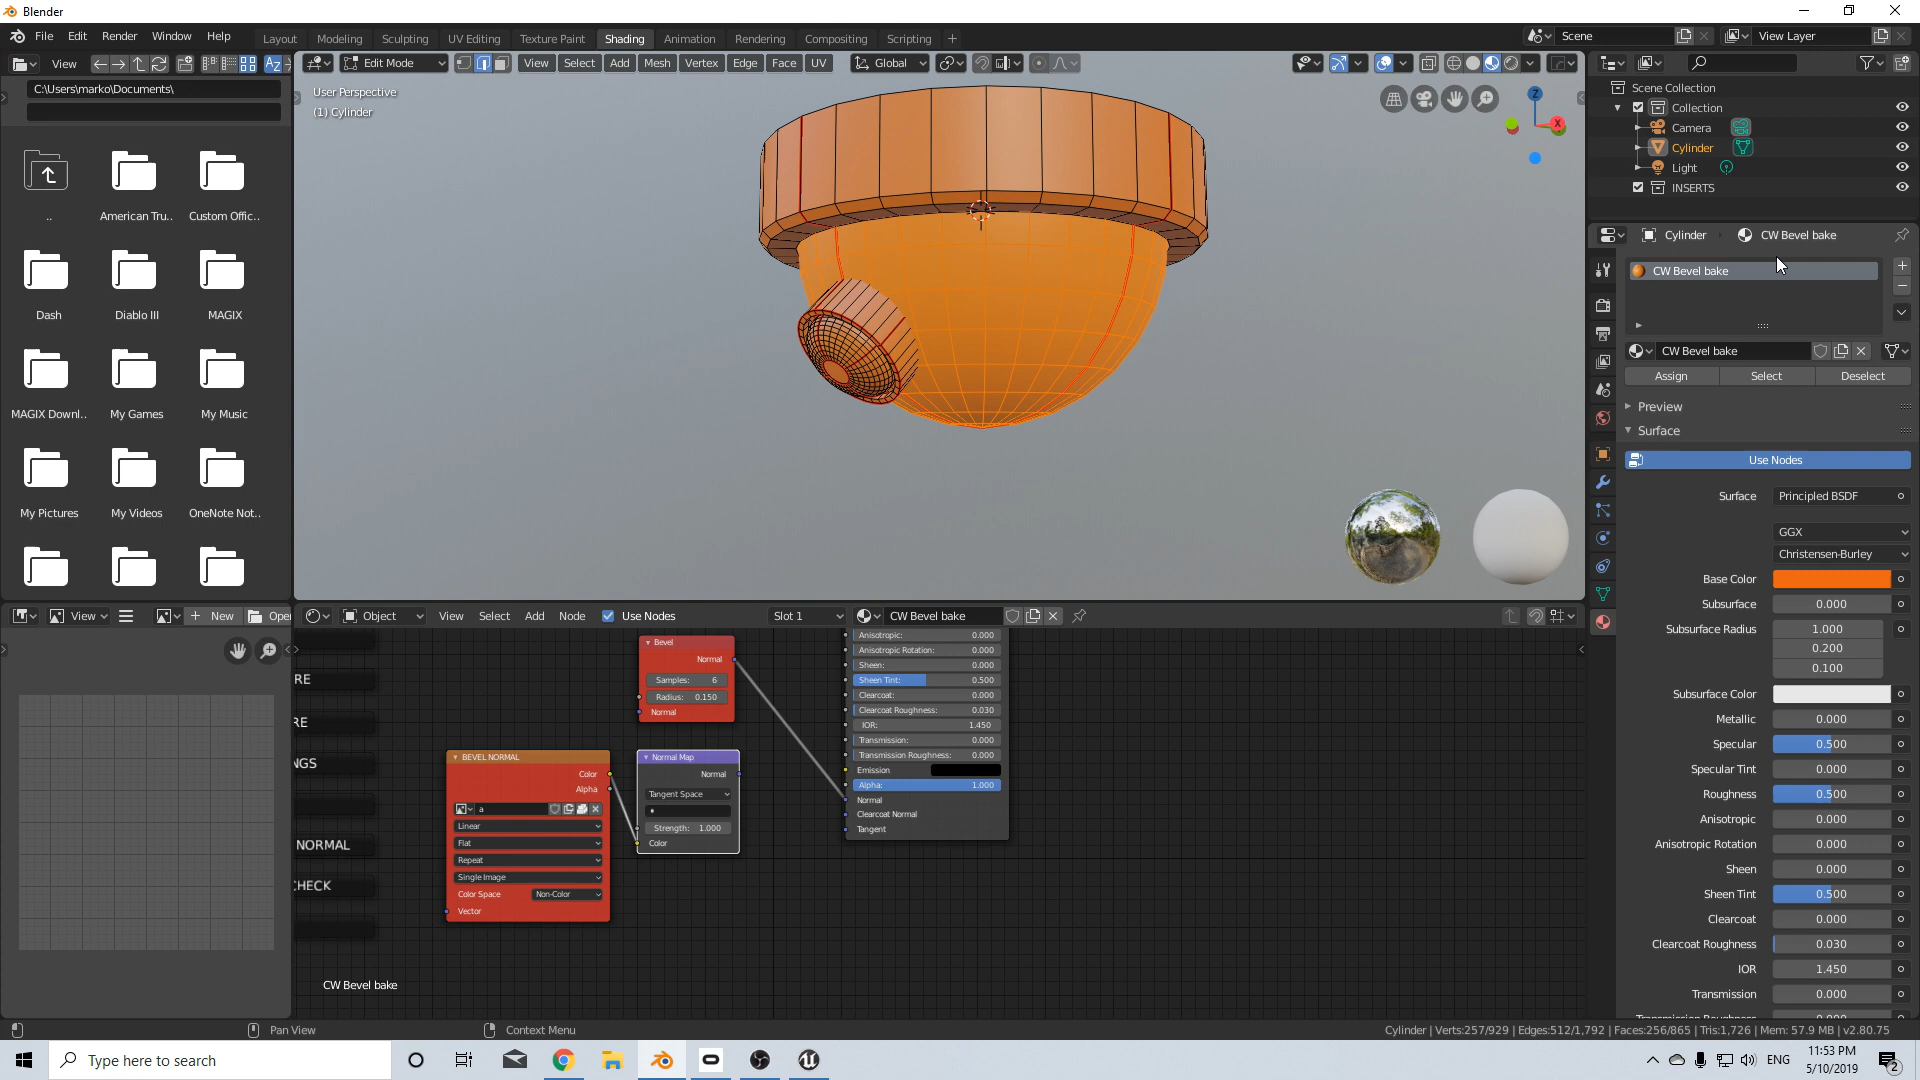 Blender
File Edit Render Window Help
Layout Modeling Sculpting UV Editing Texture Paint Shading Animation Rendering Compositing Scripting
Scene
View Layer
View
C:\Users\marko\Documents\
..
American Tru..
Custom Offic..
Dash
Diablo III
MAGIX
MAGIX Downl..
My Games
My Music
My Pictures
My Videos
OneNote Not..
Edit Mode
View Select Add Mesh Vertex Edge Face UV
Global
User Perspective
(1) Cylinder
Z
X
Scene Collection
Collection
Camera
Cylinder
Light
INSERTS
Cylinder
CW Bevel bake
CW Bevel bake
CW Bevel bake
Assign Select Deselect
Preview
Surface
Use Nodes
Surface Principled BSDF
GGX
Christensen-Burley
Base Color
Subsurface 0.000
Subsurface Radius 1.000
0.200
0.100
Subsurface Color
Metallic 0.000
Specular 0.500
Specular Tint 0.000
Roughness 0.500
Anisotropic 0.000
Anisotropic Rotation 0.000
Sheen 0.000
Sheen Tint 0.500
Clearcoat 0.000
Clearcoat Roughness 0.030
IOR 1.450
Transmission 0.000
View
New
Open
Object
View Select Add Node Use Nodes
Slot 1
CW Bevel bake
RE
RE
NGS
NORMAL
CHECK
Bevel
Normal
Samples: 6
Radius: 0.150
Normal
BEVEL NORMAL
Color
Alpha
a
Linear
Flat
Repeat
Single Image
Color Space Non-Color
Vector
Normal Map
Normal
Tangent Space
Strength: 1.000
Color
Anisotropic: 0.000
Anisotropic Rotation: 0.000
Sheen: 0.000
Sheen Tint: 0.500
Clearcoat: 0.000
Clearcoat Roughness: 0.030
IOR: 1.450
Transmission: 0.000
Transmission Roughness: 0.000
Emission
Alpha: 1.000
Normal
Clearcoat Normal
Tangent
CW Bevel bake
Pan View
Context Menu
Cylinder | Verts:257/929 | Edges:512/1,792 | Faces:256/865 | Tris:1,726 | Mem: 57.9 MB | v2.80.75
Type here to search
ENG
11:53 PM
5/10/2019
2